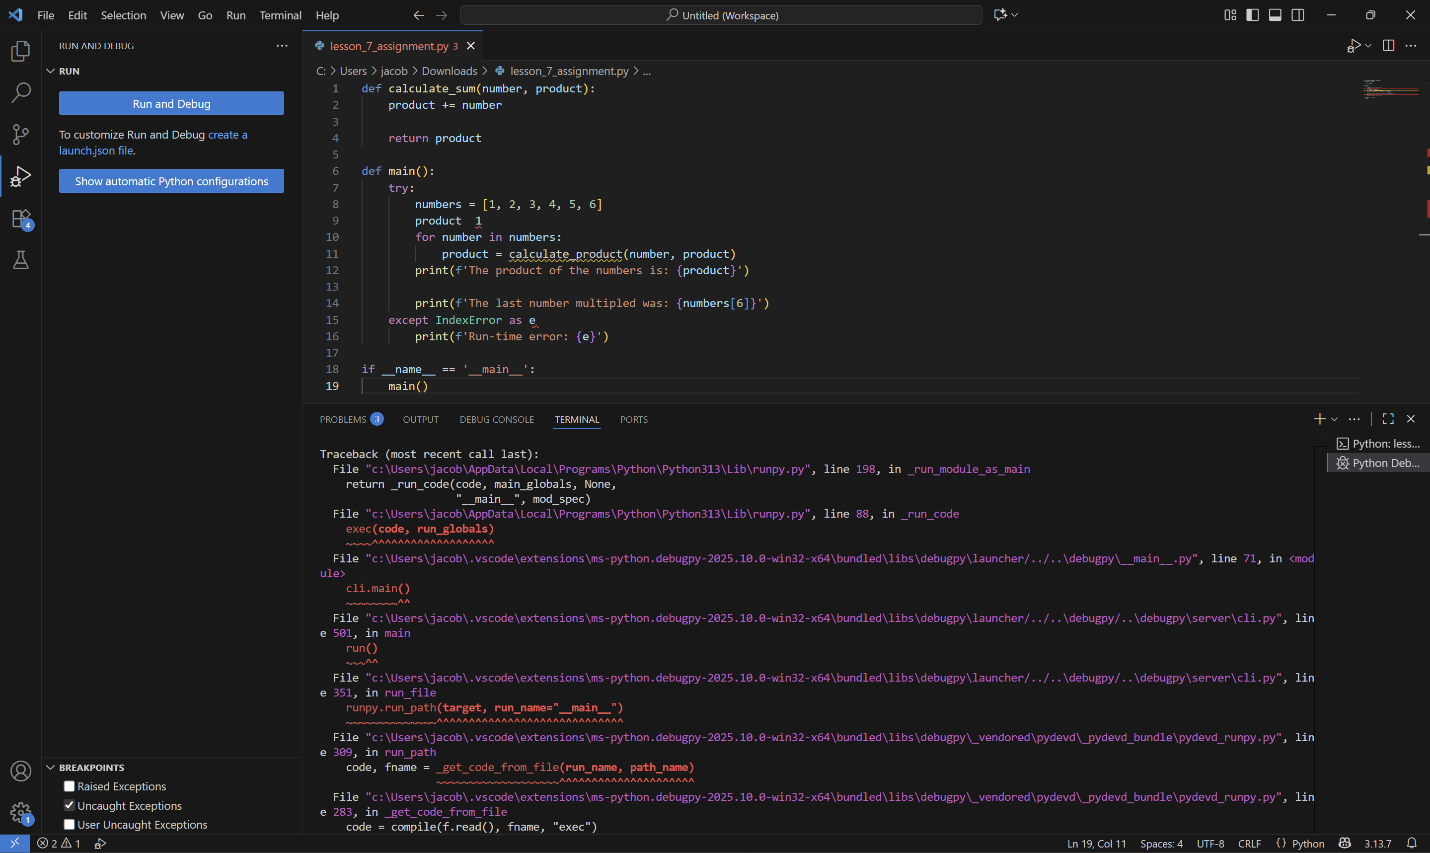 File Edit Selection View Go Run Terminal Help
Untitled (Workspace)
RUN AND DEBUG
RUN
Run and Debug
To customize Run and Debug create a
launch.json file.
Show automatic Python configurations
4
lesson_7_assignment.py 3
C: > Users > jacob > Downloads > lesson_7_assignment.py > ...
1 def calculate_sum(number, product):
2 product += number
3
4 return product
5
6 def main():
7 try:
8 numbers = [1, 2, 3, 4, 5, 6]
9 product  1
10 for number in numbers:
11 product = calculate_product(number, product)
12 print(f'The product of the numbers is: {product}')
13
14 print(f'The last number multipled was: {numbers[6]}')
15 except IndexError as e
16 print(f'Run-time error: {e}')
17
18 if __name__ == '__main__':
19 main()
PROBLEMS 3 OUTPUT DEBUG CONSOLE TERMINAL PORTS
Traceback (most recent call last):
File "c:\Users\jacob\AppData\Local\Programs\Python\Python313\Lib\runpy.py", line 198, in _run_module_as_main
return _run_code(code, main_globals, None,
"__main__", mod_spec)
File "c:\Users\jacob\AppData\Local\Programs\Python\Python313\Lib\runpy.py", line 88, in _run_code
exec(code, run_globals)
~~~~^^^^^^^^^^^^^^^^^^^
File "c:\Users\jacob\.vscode\extensions\ms-python.debugpy-2025.10.0-win32-x64\bundled\libs\debugpy\launcher/../..\debugpy\__main__.py", line 71, in <mod
ule>
cli.main()
~~~~~~~~^^
File "c:\Users\jacob\.vscode\extensions\ms-python.debugpy-2025.10.0-win32-x64\bundled\libs\debugpy\launcher/../..\debugpy/..\debugpy\server\cli.py", lin
e 501, in main
run()
~~~^^
File "c:\Users\jacob\.vscode\extensions\ms-python.debugpy-2025.10.0-win32-x64\bundled\libs\debugpy\launcher/../..\debugpy/..\debugpy\server\cli.py", lin
e 351, in run_file
runpy.run_path(target, run_name="__main__")
~~~~~~~~~~~~~~^^^^^^^^^^^^^^^^^^^^^^^^^^^^^
File "c:\Users\jacob\.vscode\extensions\ms-python.debugpy-2025.10.0-win32-x64\bundled\libs\debugpy\_vendored\pydevd\_pydevd_bundle\pydevd_runpy.py", lin
e 309, in run_path
code, fname = _get_code_from_file(run_name, path_name)
~~~~~~~~~~~~~~~~~~~^^^^^^^^^^^^^^^^^^^^^
File "c:\Users\jacob\.vscode\extensions\ms-python.debugpy-2025.10.0-win32-x64\bundled\libs\debugpy\_vendored\pydevd\_pydevd_bundle\pydevd_runpy.py", lin
e 283, in _get_code_from_file
code = compile(f.read(), fname, "exec")
Python: less...
Python Deb...
BREAKPOINTS
Raised Exceptions
Uncaught Exceptions
User Uncaught Exceptions
1
2 1
Ln 19, Col 11 Spaces: 4 UTF-8 CRLF {} Python 3.13.7